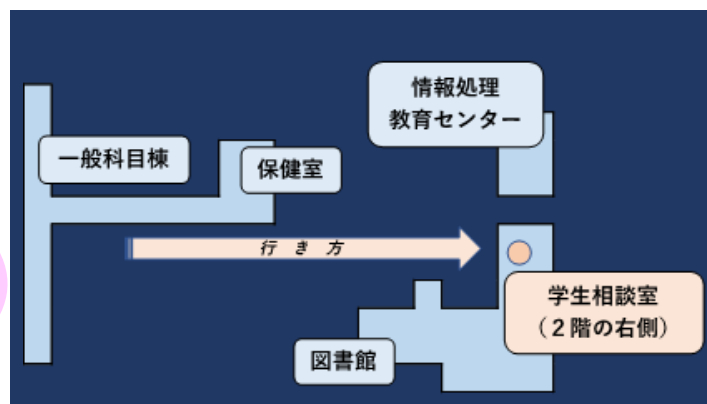 情報処理
教育センター
一般科目棟
保健室
行き方
学生相談室
（２階の右側）
図書館